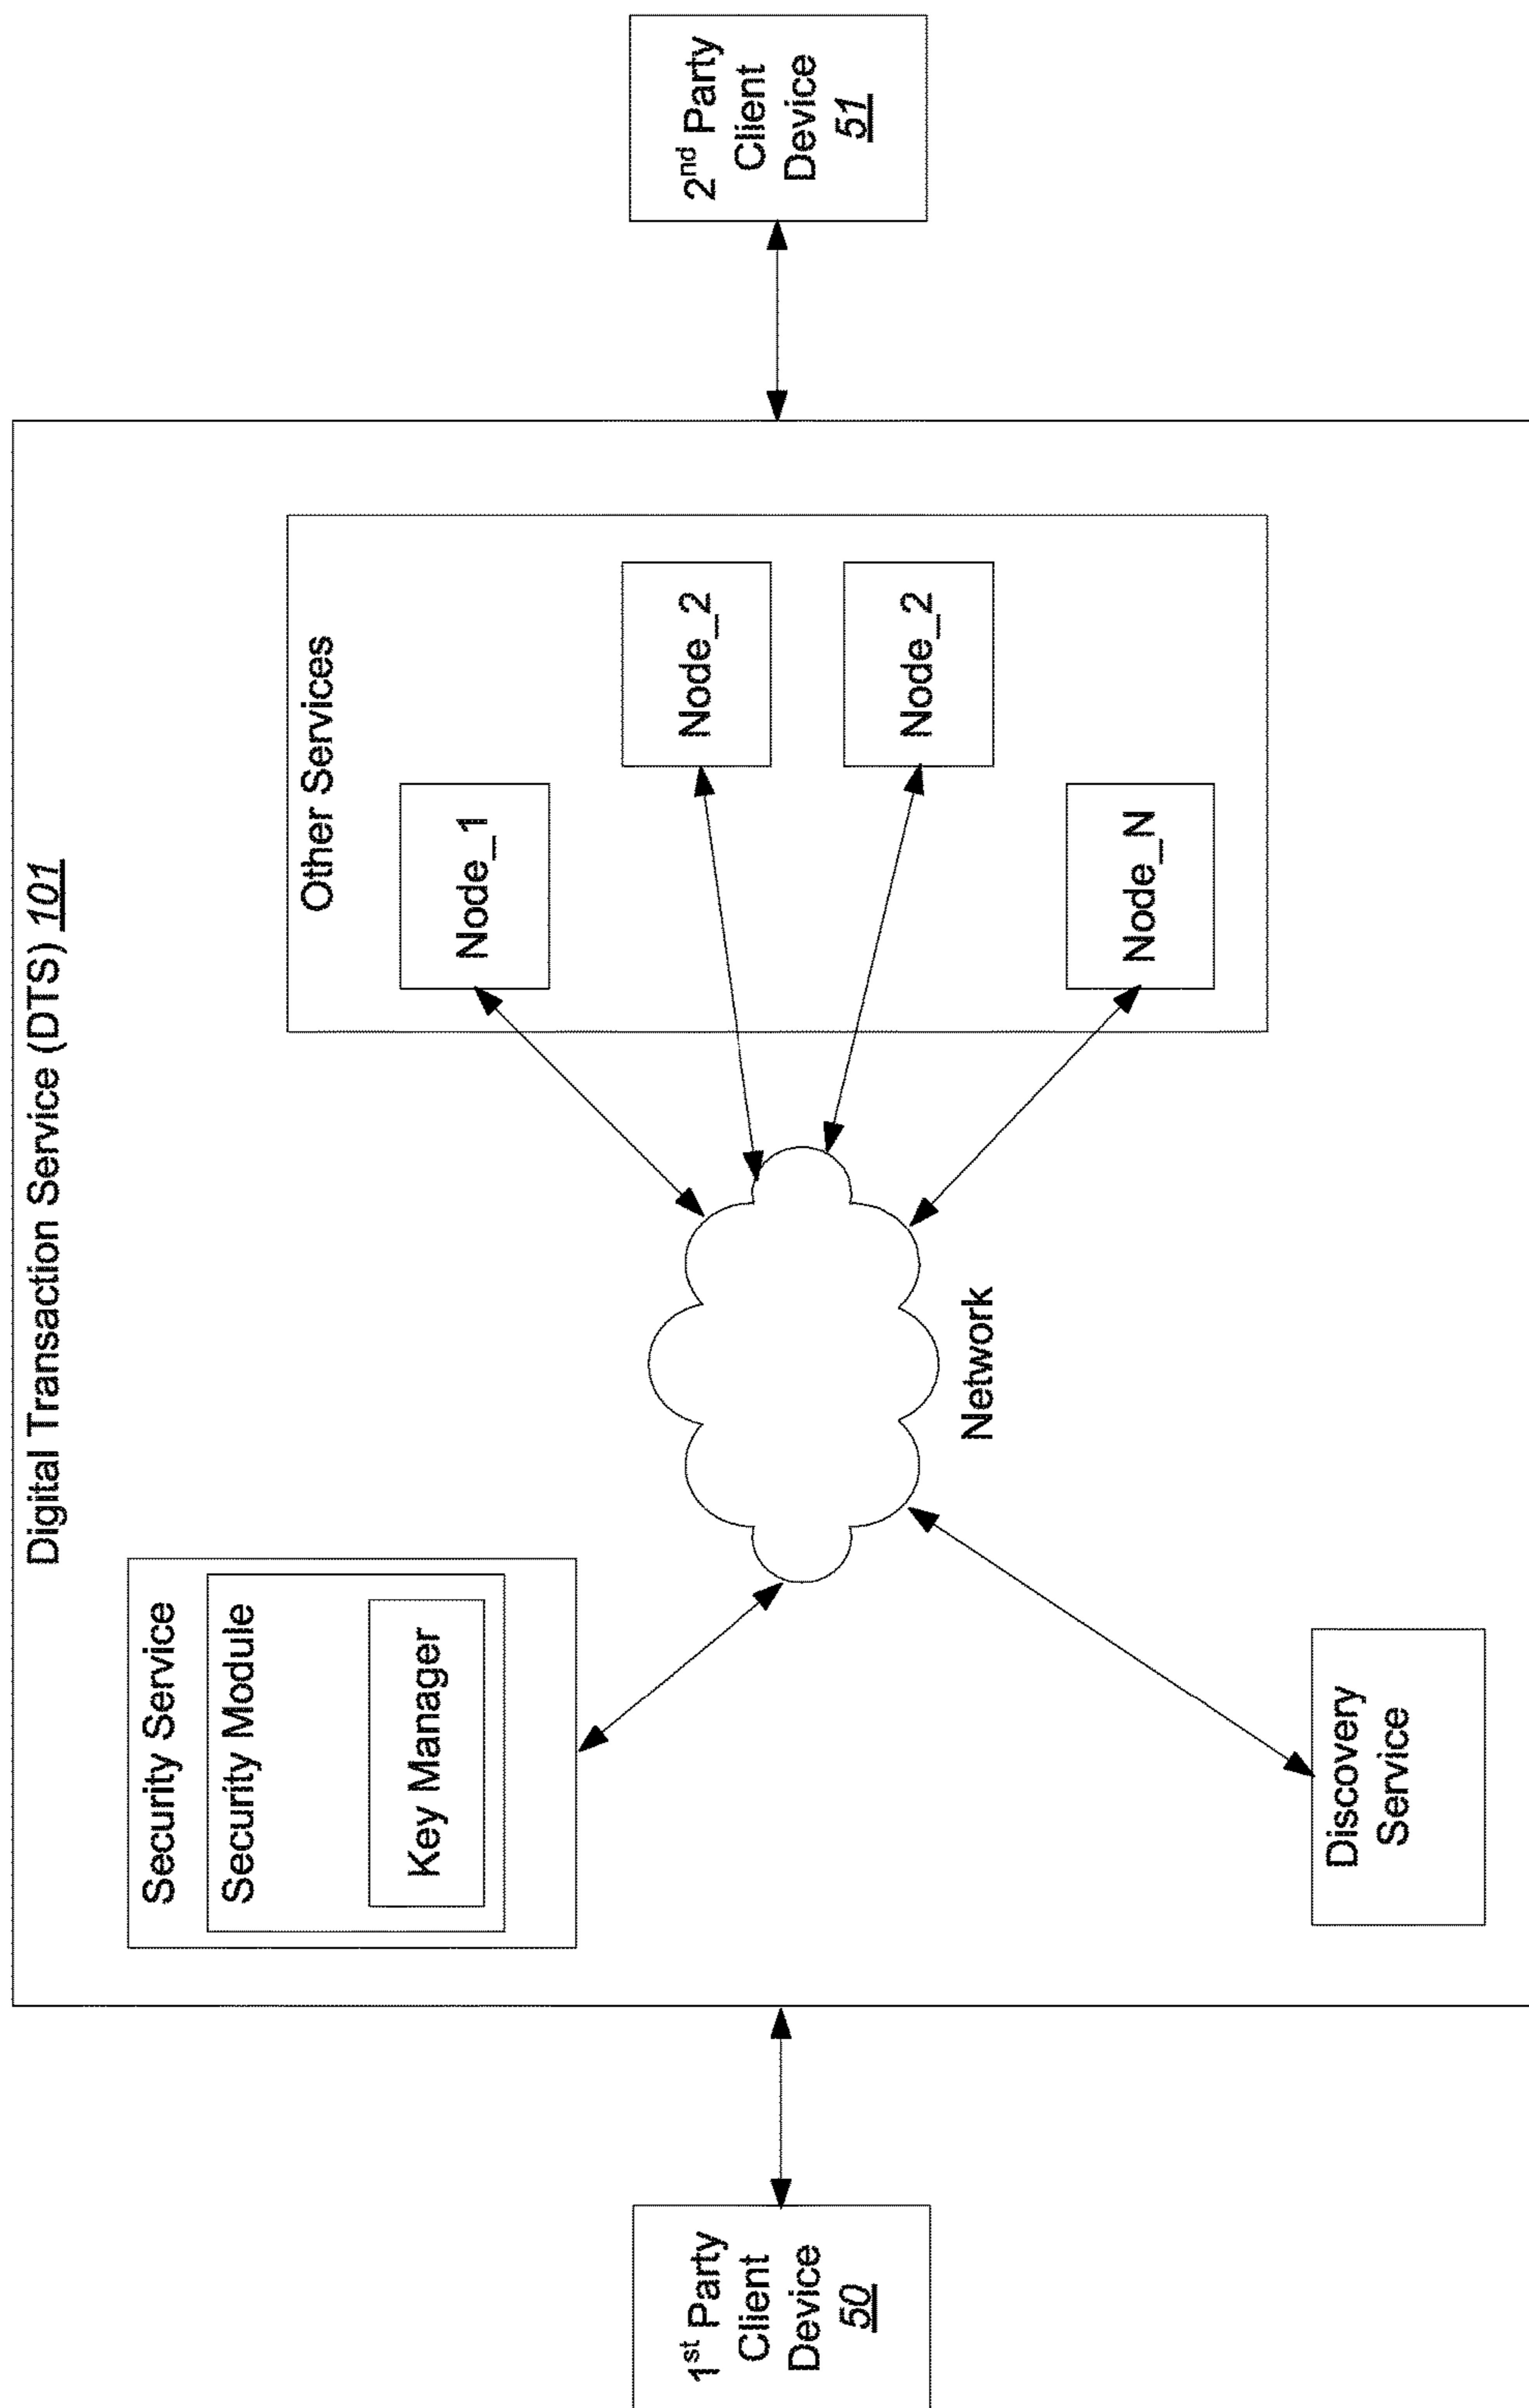 Digital Transaction Service (DTS) 101
Security Service
Security Module
Key Manager
Other Services
Node_1
Node_2
Node_2
Node_N
Network
Discovery
Service
1st Party
Client
Device
50
2nd Party
Client
Device
51